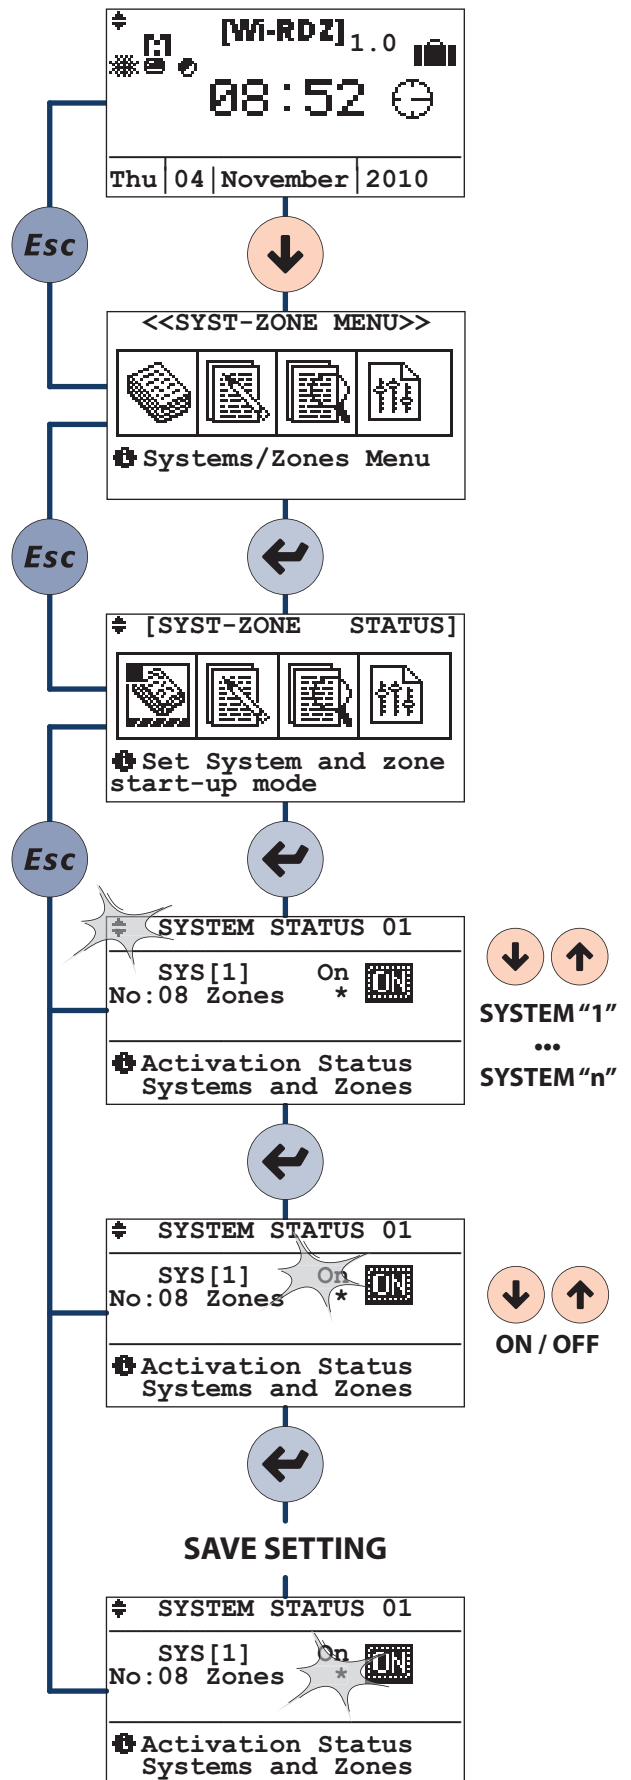 [Wi-RDZ] 1.0
08:52
Thu 04 November 2010
Esc
<<SYST-ZONE MENU>>
Systems/Zones Menu
Esc
[SYST-ZONE STATUS]
Set System and zone
start-up mode
Esc
SYSTEM STATUS 01
SYS[1] On ON
No:08 Zones *
Activation Status
Systems and Zones
SYSTEM “1”
...
SYSTEM “n”
SYSTEM STATUS 01
SYS[1] On ON
No:08 Zones *
Activation Status
Systems and Zones
ON / OFF
SAVE SETTING
SYSTEM STATUS 01
SYS[1] On ON
No:08 Zones *
Activation Status
Systems and Zones